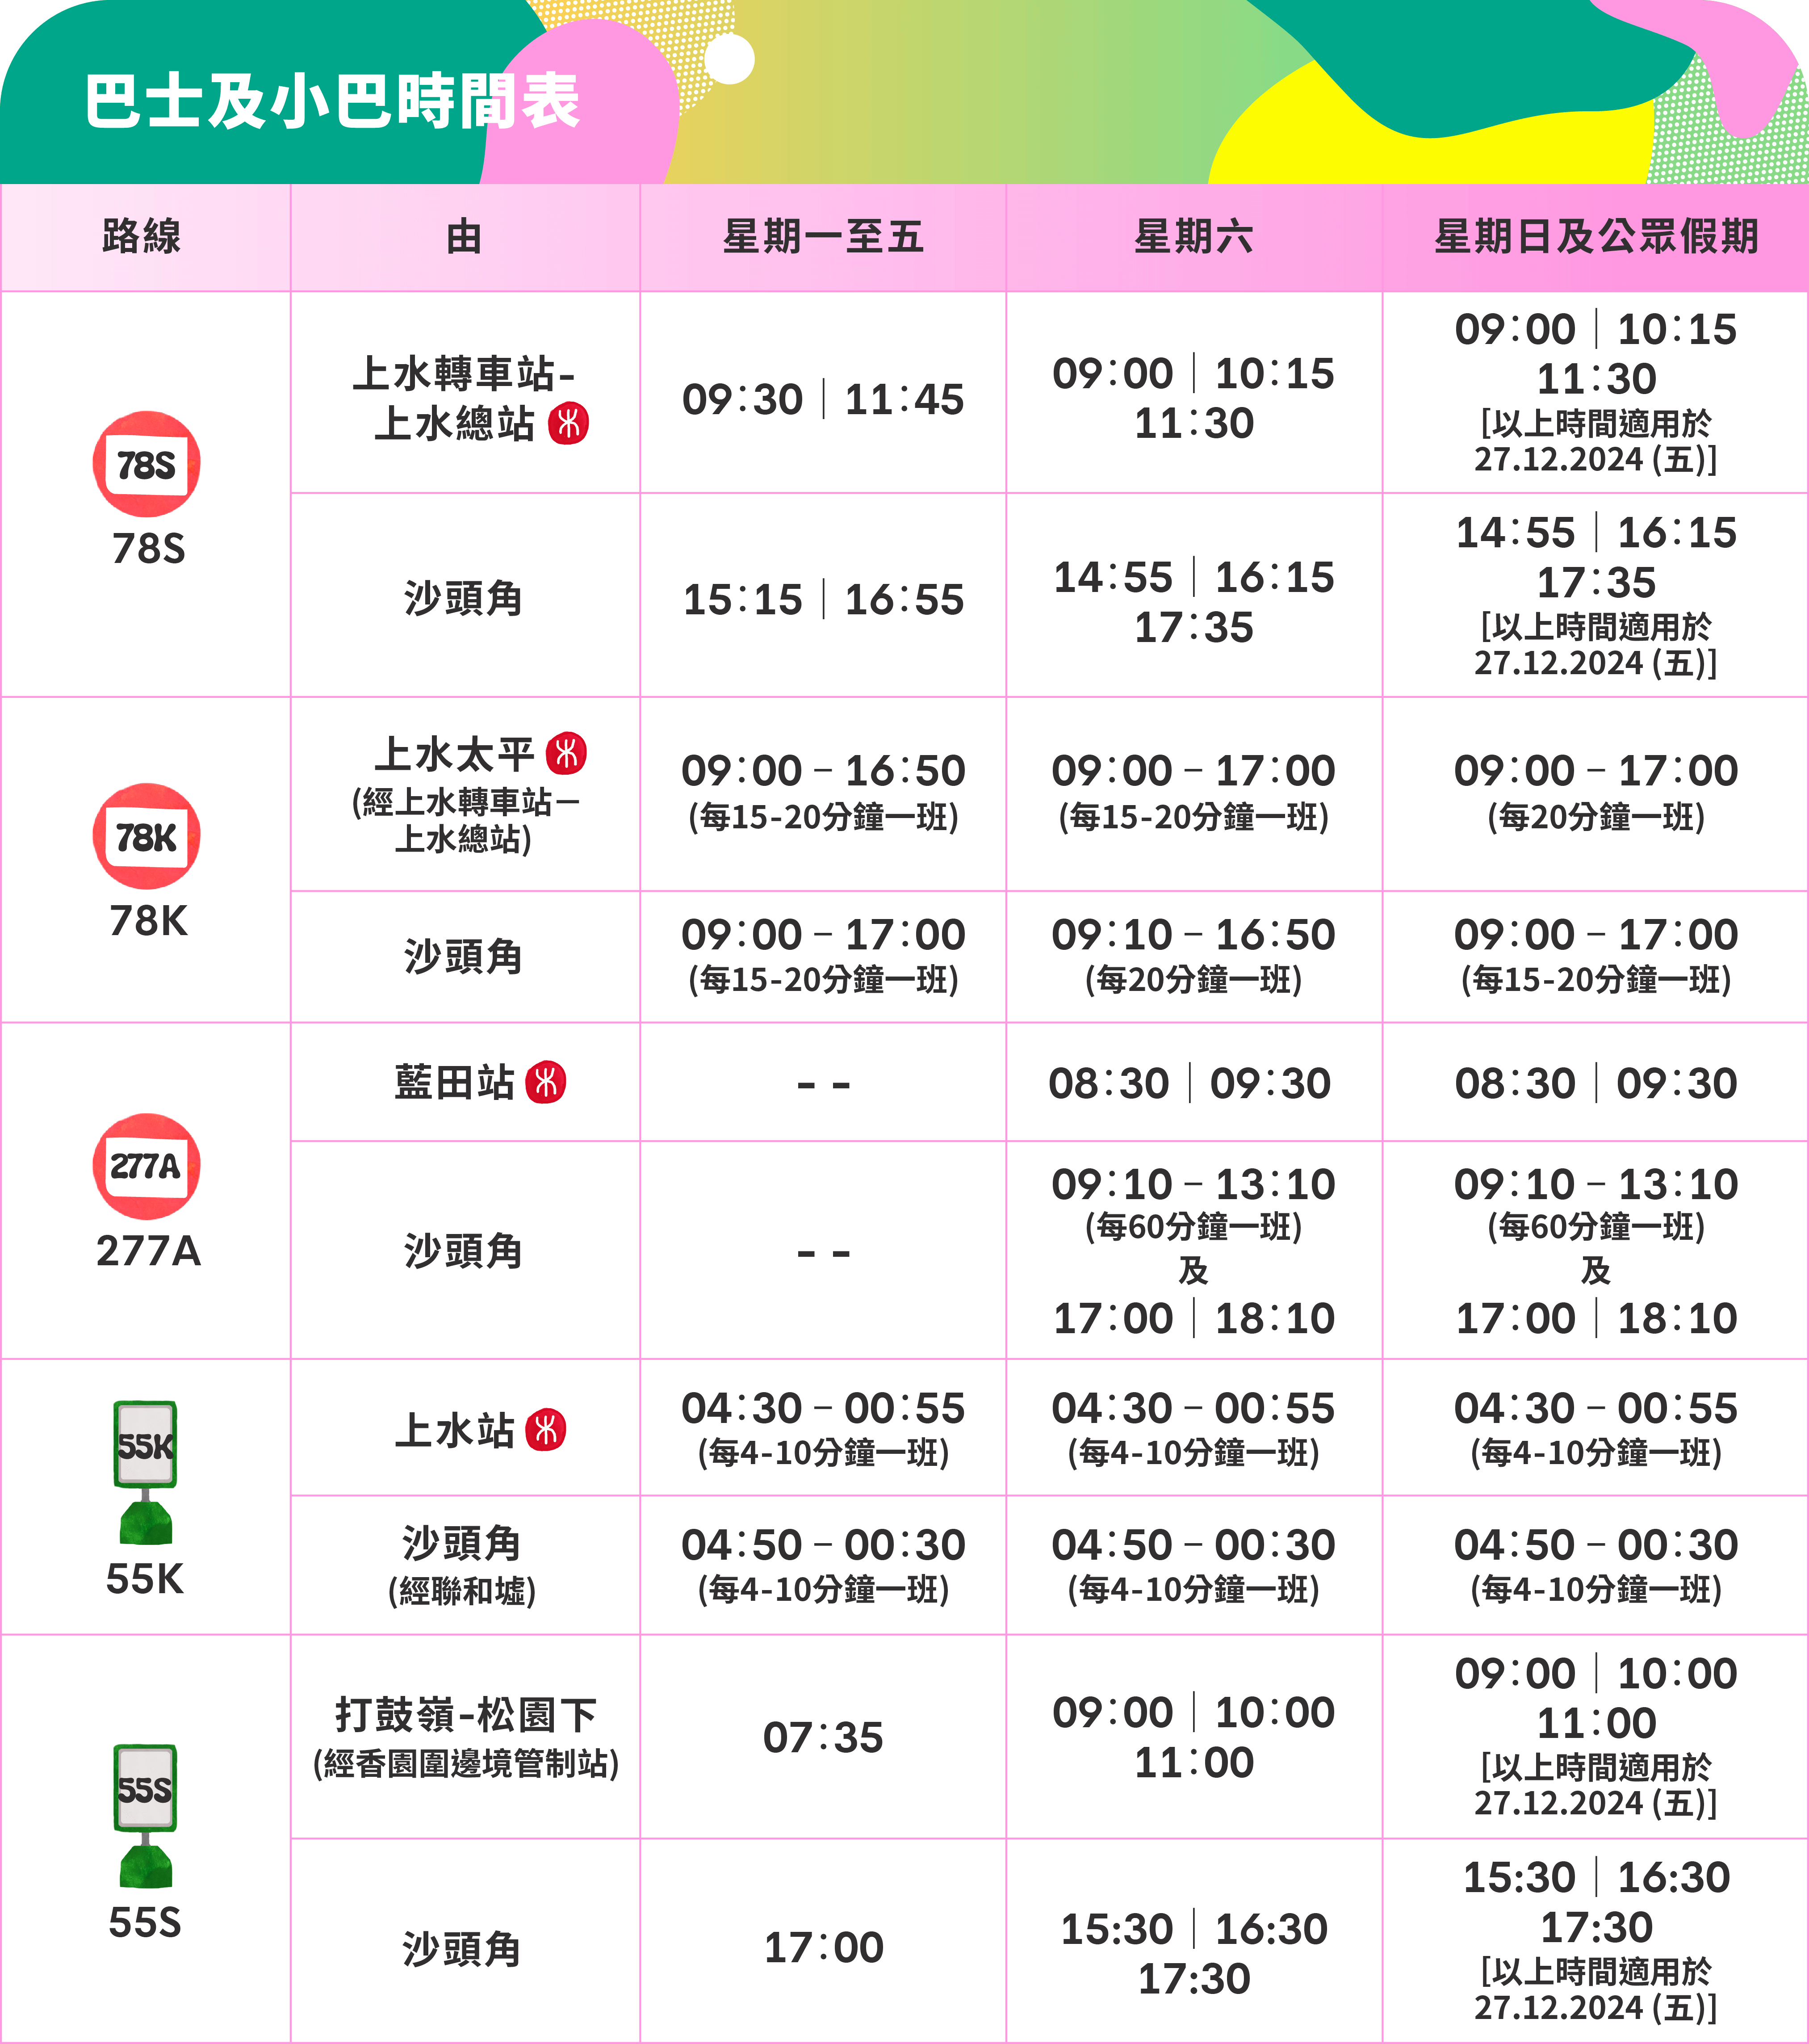 巴士及小巴時間表
路線 由 星期一至五 星期六 星期日及公眾假期
78S
78S
上水轉車站-
上水總站
09:30 | 11:45
09:00 | 10:15
11:30
09:00 | 10:15
11:30
[以上時間適用於
27.12.2024 (五)]
沙頭角
15:15 | 16:55
14:55 | 16:15
17:35
14:55 | 16:15
17:35
[以上時間適用於
27.12.2024 (五)]
78K
78K
上水太平
(經上水轉車站－
上水總站)
09:00 – 16:50
(每15-20分鐘一班)
09:00 – 17:00
(每15-20分鐘一班)
09:00 – 17:00
(每20分鐘一班)
沙頭角
09:00 – 17:00
(每15-20分鐘一班)
09:10 – 16:50
(每20分鐘一班)
09:00 – 17:00
(每15-20分鐘一班)
277A
277A
藍田站
- -
08:30 | 09:30
08:30 | 09:30
沙頭角
- -
09:10 – 13:10
(每60分鐘一班)
及
17:00 | 18:10
09:10 – 13:10
(每60分鐘一班)
及
17:00 | 18:10
55K
55K
上水站
04:30 – 00:55
(每4-10分鐘一班)
04:30 – 00:55
(每4-10分鐘一班)
04:30 – 00:55
(每4-10分鐘一班)
沙頭角
(經聯和墟)
04:50 – 00:30
(每4-10分鐘一班)
04:50 – 00:30
(每4-10分鐘一班)
04:50 – 00:30
(每4-10分鐘一班)
55S
55S
打鼓嶺-松園下
(經香園圍邊境管制站)
07:35
09:00 | 10:00
11:00
09:00 | 10:00
11:00
[以上時間適用於
27.12.2024 (五)]
沙頭角
17:00
15:30 | 16:30
17:30
15:30 | 16:30
17:30
[以上時間適用於
27.12.2024 (五)]